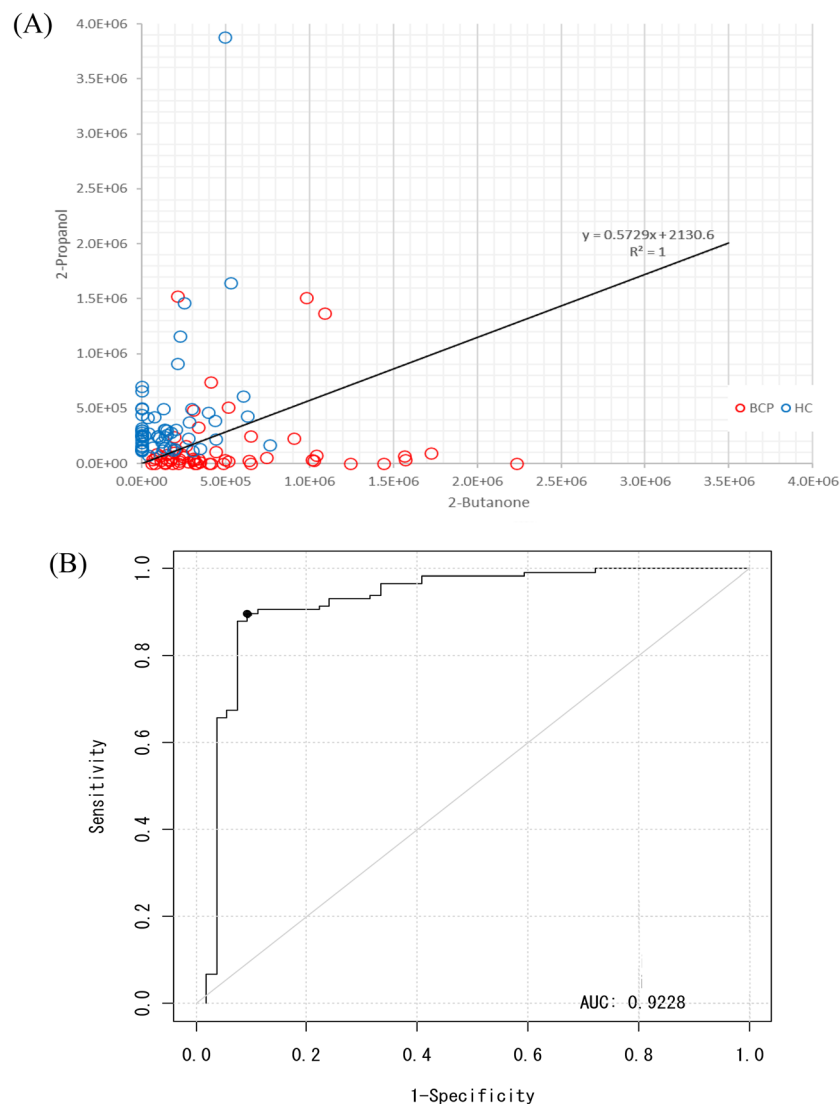 (A)
4.0E+06
3.5E+06
3.0E+06
2.5E+06
2.0E+06
1.5E+06
1.0E+06
5.0E+05
0.0E+00
2-Propanol
y = 0.5729x + 2130.6
R² = 1
BCP HC
0.0E+00 5.0E+05 1.0E+06 1.5E+06 2.0E+06 2.5E+06 3.0E+06 3.5E+06 4.0E+06
2-Butanone
(B)
1.0
0.8
0.6
0.4
0.2
0.0
Sensitivity
AUC: 0.9228
0.0 0.2 0.4 0.6 0.8 1.0
1-Specificity